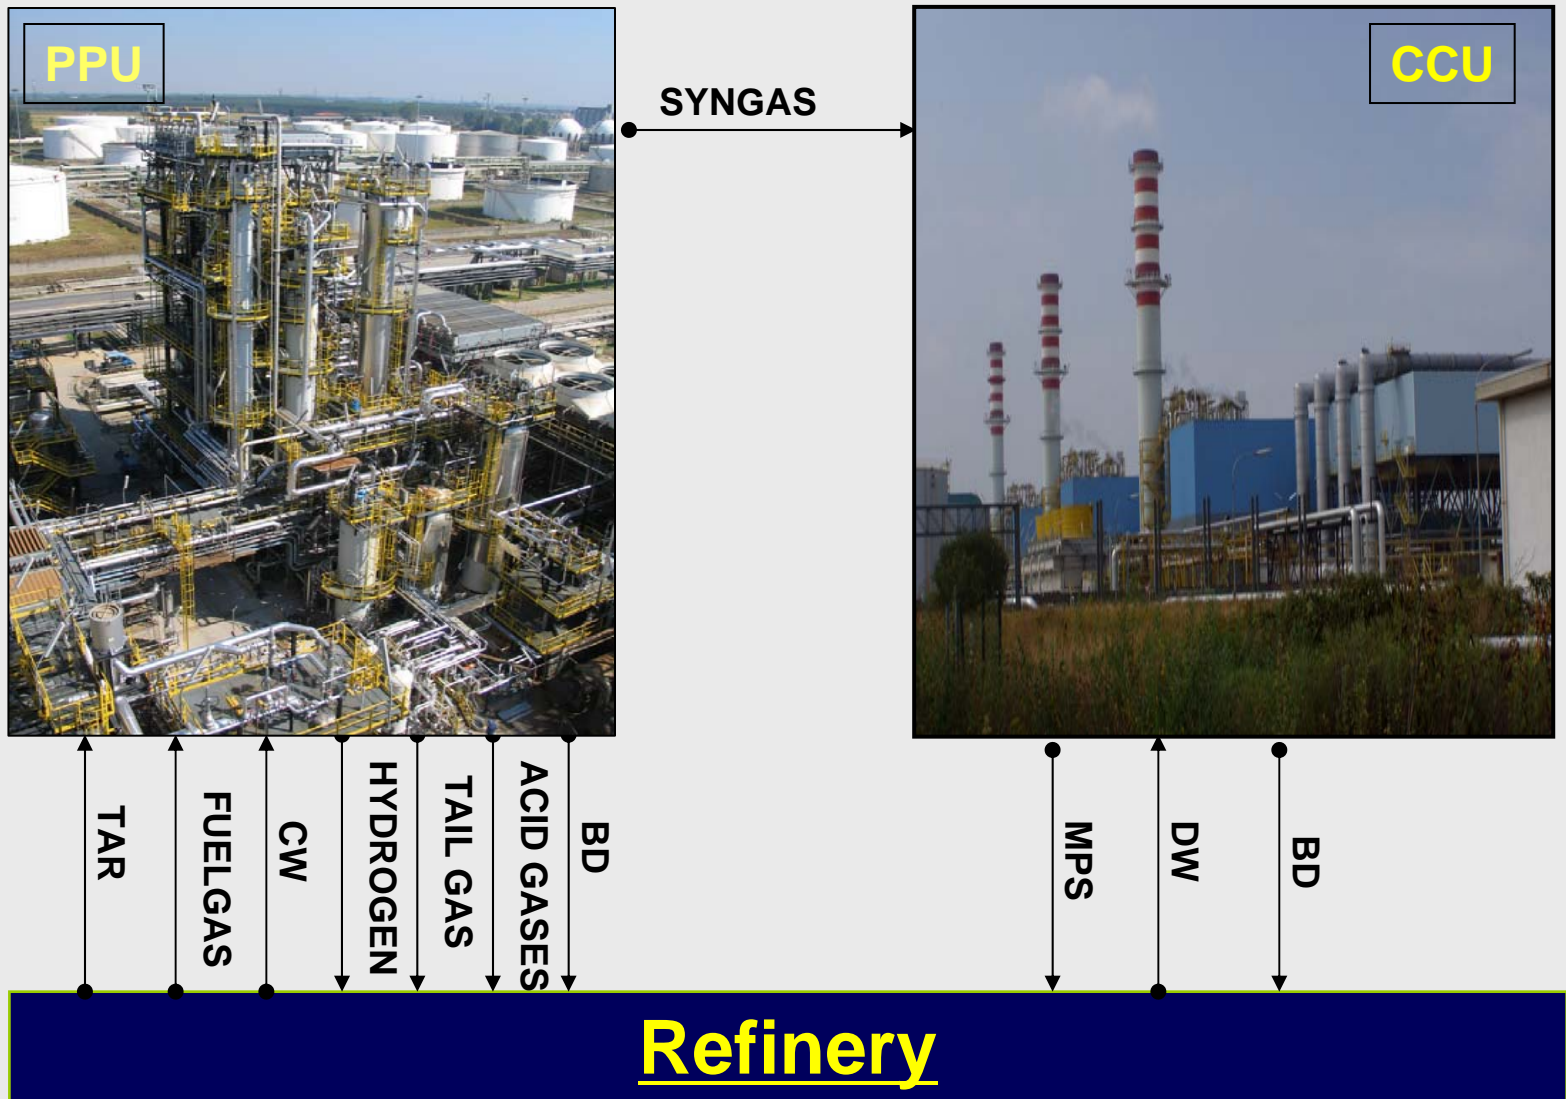 PPU
CCU
SYNGAS
TAR
FUELGAS
CW
HYDROGEN
TAIL GAS
ACID GASES
BD
MPS
DW
BD
Refinery